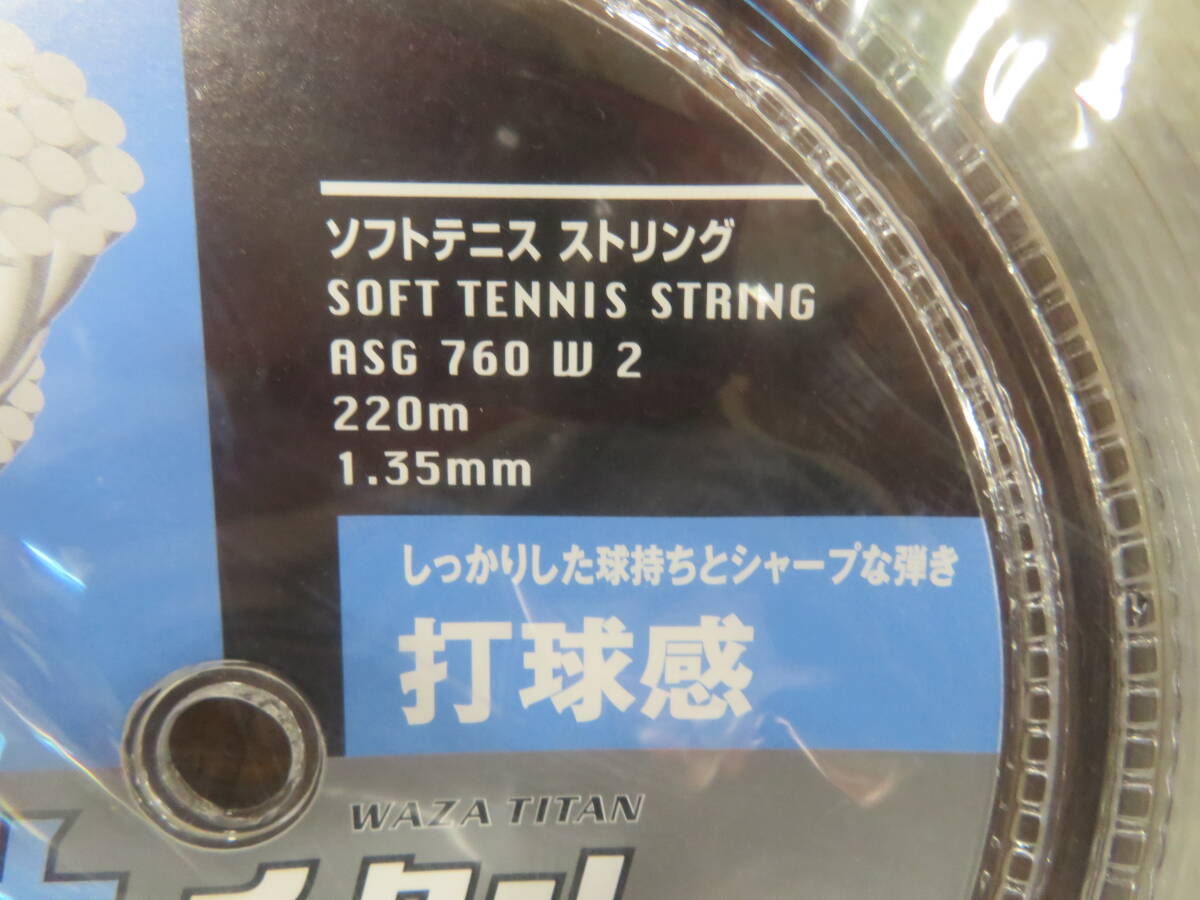 ソフトテニス ストリング
SOFT TENNIS STRING
ASG 760 W 2
220m
1.35mm
しっかりした球持ちとシャープな弾き
打球感
WAZA TITAN